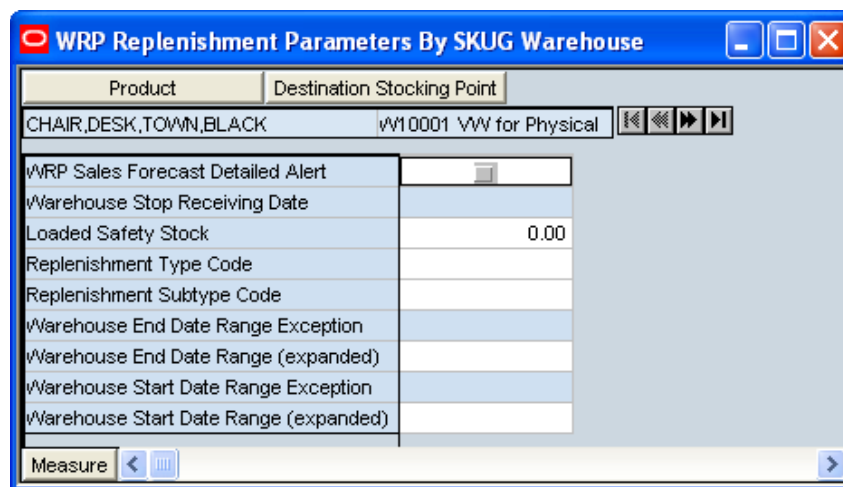 WRP Replenishment Parameters By SKUG Warehouse
Product Destination Stocking Point
CHAIR,DESK,TOWN,BLACK W10001 VW for Physical
WRP Sales Forecast Detailed Alert
Warehouse Stop Receiving Date
Loaded Safety Stock 0.00
Replenishment Type Code
Replenishment Subtype Code
Warehouse End Date Range Exception
Warehouse End Date Range (expanded)
Warehouse Start Date Range Exception
Warehouse Start Date Range (expanded)
Measure